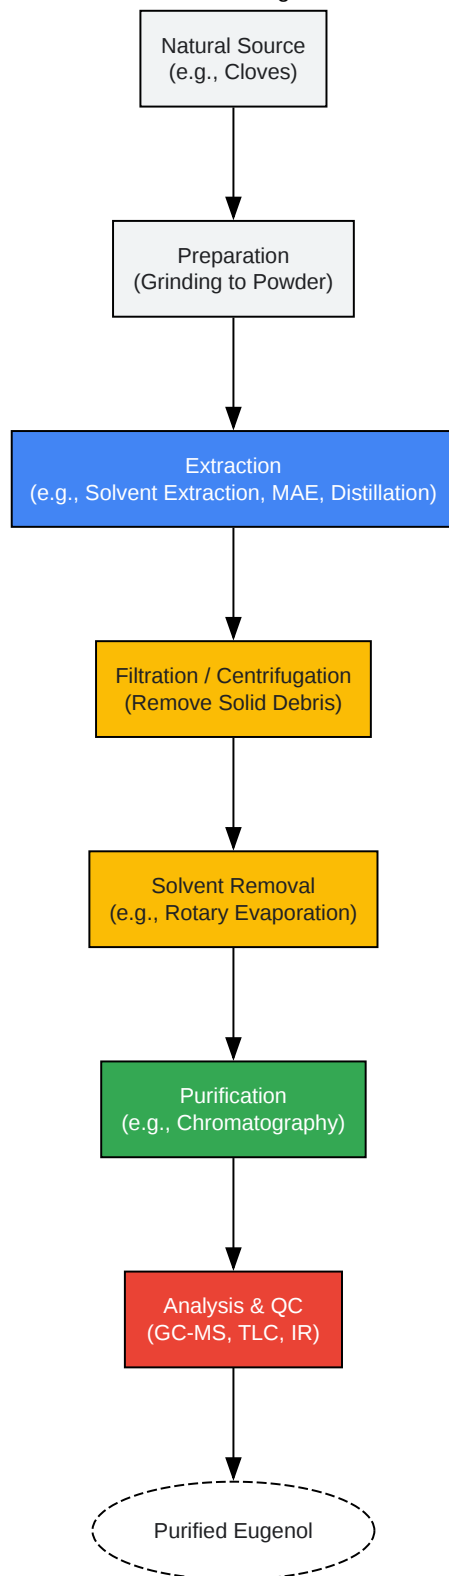 Natural Source
(e.g., Cloves)
Preparation
(Grinding to Powder)
Extraction
(e.g., Solvent Extraction, MAE, Distillation)
Filtration / Centrifugation
(Remove Solid Debris)
Solvent Removal
(e.g., Rotary Evaporation)
Purification
(e.g., Chromatography)
Analysis & QC
(GC-MS, TLC, IR)
Purified Eugenol